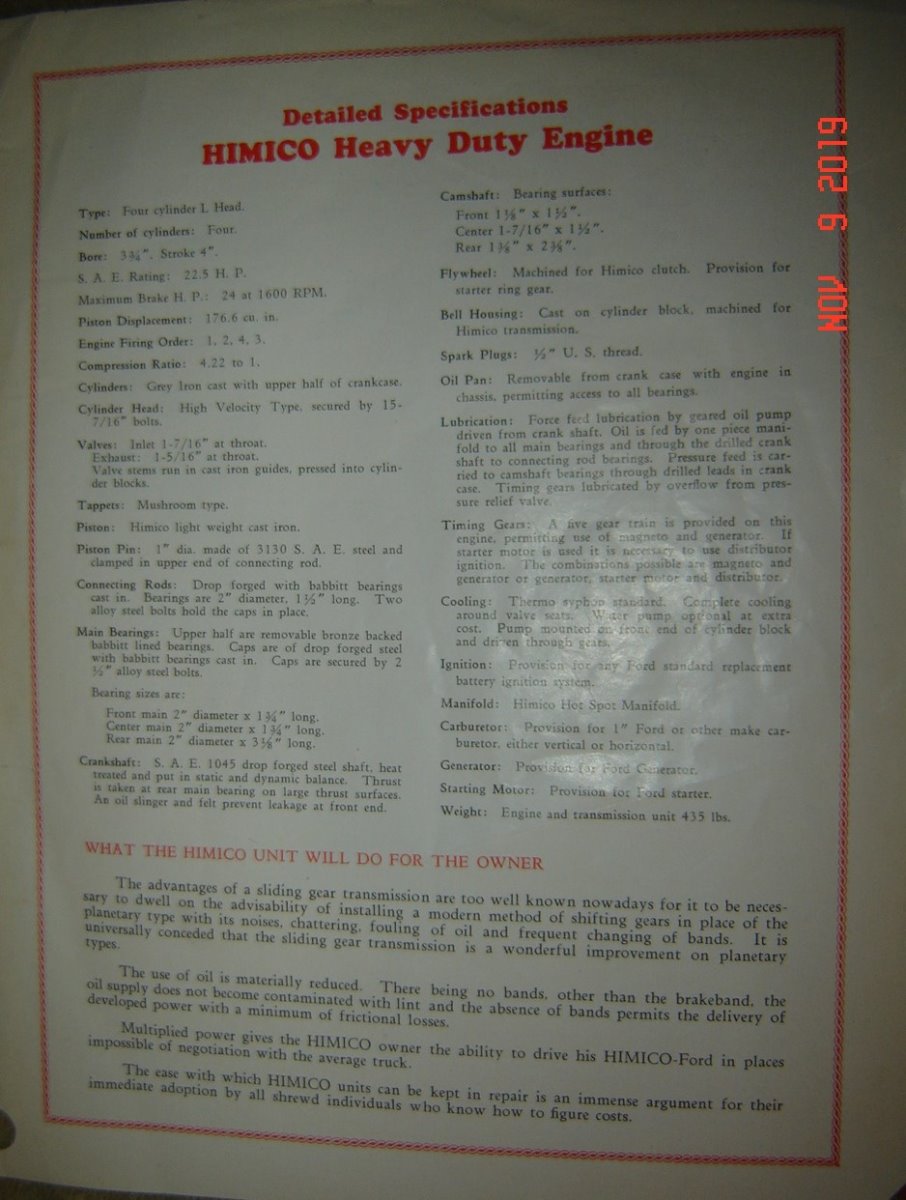 Detailed Specifications
HIMICO Heavy Duty Engine
Type: Four cylinder L Head.
Number of cylinders: Four.
Bore: 3¾". Stroke 4".
S. A. E. Rating: 22.5 H. P.
Maximum Brake H. P.: 24 at 1600 RPM.
Piston Displacement: 176.6 cu. in.
Engine Firing Order: 1, 2, 4, 3.
Compression Ratio: 4.22 to 1.
Cylinders: Grey Iron cast with upper half of crankcase.
Cylinder Head: High Velocity Type, secured by 15-
7/16" bolts.
Valves: Inlet 1-7/16" at throat.
Exhaust: 1-5/16" at throat.
Valve stems run in cast iron guides, pressed into cylin-
der blocks.
Tappets: Mushroom type.
Piston: Himico light weight cast iron.
Piston Pin: 1" dia. made of 3130 S. A. E. steel and
clamped in upper end of connecting rod.
Connecting Rods: Drop forged with babbitt bearings
cast in. Bearings are 2" diameter, 1½" long. Two
alloy steel bolts hold the caps in place.
Main Bearings: Upper half are removable bronze backed
babbitt lined bearings. Caps are of drop forged steel
with babbitt bearings cast in. Caps are secured by 2
½" alloy steel bolts.
Bearing sizes are:
Front main 2" diameter x 1¾" long.
Center main 2" diameter x 1¾" long.
Rear main 2" diameter x long.
Crankshaft: S. A. E. 1045 drop forged steel shaft, heat
treated and put in static and dynamic balance. Thrust
is taken at rear main bearing on large thrust surfaces.
An oil slinger and felt prevent leakage at front end.
Camshaft: Bearing surfaces:
Front x 1½".
Center 1-7/16" x 1½".
Rear x
Flywheel: Machined for Himico clutch. Provision for
starter ring gear.
Bell Housing: Cast on cylinder block, machined for
Himico transmission.
Spark Plugs: ½" U. S. thread.
Oil Pan: Removable from crank case with engine in
chassis, permitting access to all bearings.
Lubrication: Force feed lubrication by geared oil pump
driven from crank shaft. Oil is fed by one piece mani-
fold to all main bearings and through the drilled crank
shaft to connecting rod bearings. Pressure feed is car-
ried to camshaft bearings through drilled leads in crank
case. Timing gears lubricated by overflow from pres-
sure relief valve.
Timing Gears: A five gear train is provided on this
engine, permitting use of magneto and generator. If
starter motor is used it is necessary to use distributor
ignition. The combinations possible are magneto and
generator or generator, starter motor and distributor.
Cooling: Thermo syphon standard. Complete cooling
around valve seats. Water pump optional at extra
cost. Pump mounted on front end of cylinder block
and driven through gears.
Ignition: Provision for any Ford standard replacement
battery ignition system.
Manifold: Himico Hot Spot Manifold.
Carburetor: Provision for 1" Ford or other make car-
buretor, either vertical or horizontal.
Generator: Provision for Ford Generator.
Starting Motor: Provision for Ford starter.
Weight: Engine and transmission unit 435 lbs.
WHAT THE HIMICO UNIT WILL DO FOR THE OWNER
The advantages of a sliding gear transmission are too well known nowadays for it to be neces-
sary to dwell on the advisability of installing a modern method of shifting gears in place of the
planetary type with its noises, chattering, fouling of oil and frequent changing of bands. It is
universally conceded that the sliding gear transmission is a wonderful improvement on planetary
types.
The use of oil is materially reduced. There being no bands, other than the brakeband, the
oil supply does not become contaminated with lint and the absence of bands permits the delivery of
developed power with a minimum of frictional losses.
Multiplied power gives the HIMICO owner the ability to drive his HIMICO-Ford in places
impossible of negotiation with the average truck.
The ease with which HIMICO units can be kept in repair is an immense argument for their
immediate adoption by all shrewd individuals who know how to figure costs.
NOV 9 2019